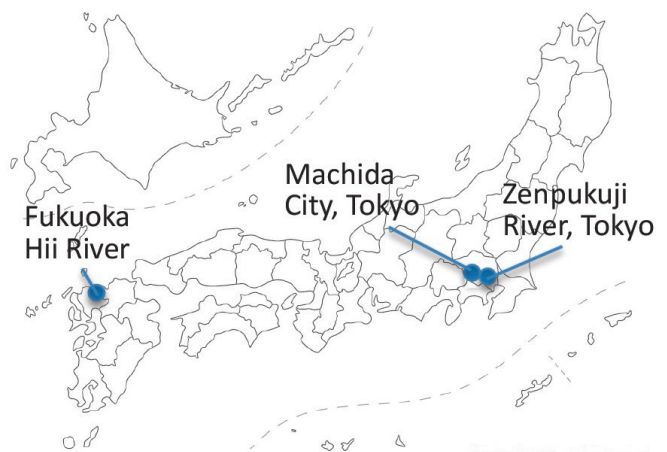 Machida
City, Tokyo
Zenpukuji
River, Tokyo
Fukuoka
Hii River